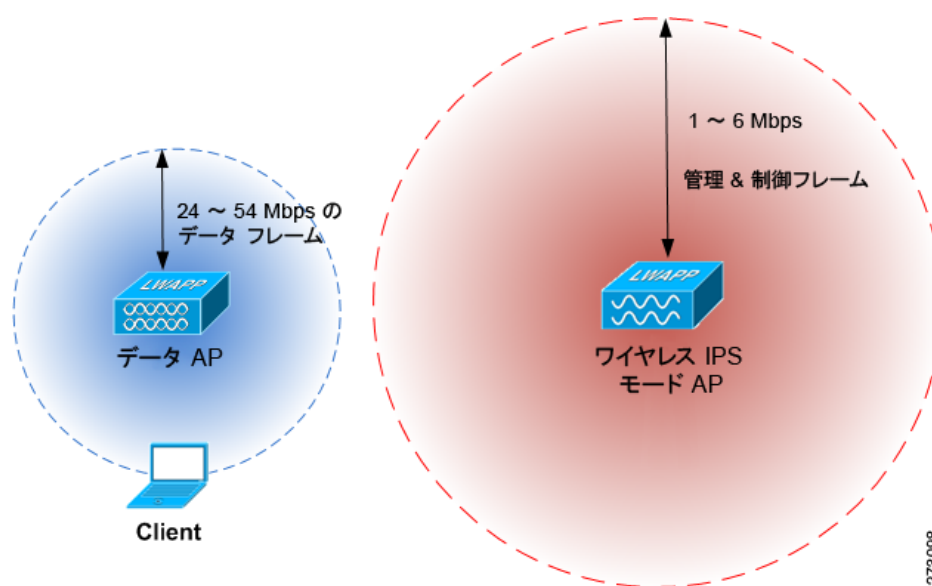 1 ～ 6 Mbps
管理 & 制御フレーム
24 ～ 54 Mbps の
データ フレーム
LWAPP
データ AP
LWAPP
ワイヤレス IPS
モード AP
Client